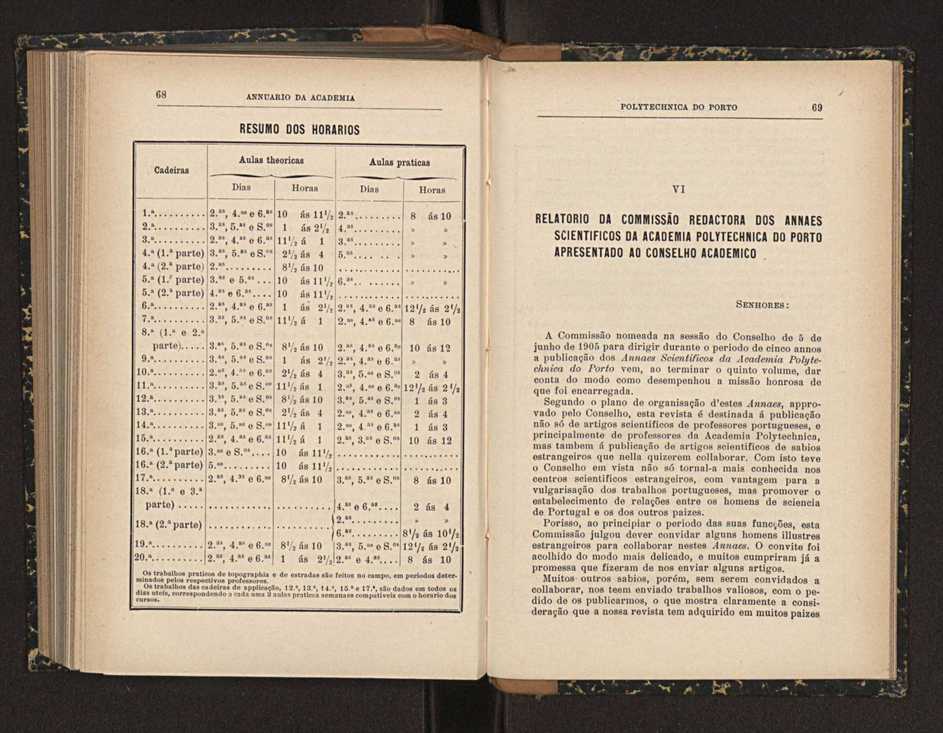 68 ANNUARIO DA ACADEMIA
RESUMO DOS HORARIOS
Cadeiras Aulas theoricas Aulas praticas
Dias Horas Dias Horas
1.ª.......... 2.ªˢ, 4.ªˢ e 6.ªˢ 10 ás 11½ 2.ªˢ......... 8 ás 10
2.ª.......... 3.ªˢ, 5.ªˢ e S.ºˢ 1 ás 2½ 4.ªˢ......... » »
3.ª.......... 2.ªˢ, 4.ªˢ e 6.ªˢ 11½ á 1 3.ªˢ......... » »
4.ª (1.ª parte) 3.ªˢ, 5.ªˢ e S.ºˢ 2½ ás 4 5.ªˢ......... » »
4.ª (2.ª parte) 2.ªˢ......... 8½ ás 10 ......... .........
5.ª (1.ª parte) 3.ªˢ e 5.ªˢ ... 10 ás 11½ 6.ªˢ......... » »
5.ª (2.ª parte) 4.ªˢ e 6.ªˢ.... 10 ás 11½ ......... .........
6.ª.......... 2.ªˢ, 4.ªˢ e 6.ªˢ 1 ás 2½ 2.ªˢ, 4.ªˢ e 6.ªˢ 12½ ás 2½
7.ª.......... 3.ªˢ, 5.ªˢ e S.ºˢ 11½ á 1 2.ªˢ, 4.ªˢ e 6.ªˢ 8 ás 10
8.ª (1.ª e 2.ª
parte)..... 3.ªˢ, 5.ªˢ e S.ºˢ 8½ ás 10 2.ªˢ, 4.ªˢ e 6.ªˢ 10 ás 12
9.ª.......... 3.ªˢ, 5.ªˢ e S.ºˢ 1 ás 2½ 2.ªˢ, 4.ªˢ e 6.ªˢ » »
10.ª......... 2.ªˢ, 4.ªˢ e 6.ªˢ 2½ ás 4 3.ªˢ, 5.ªˢ e S.ºˢ 2 ás 4
11.ª......... 3.ªˢ, 5.ªˢ e S.ºˢ 11½ ás 1 2.ªˢ, 4.ªˢ e 6.ªˢ 12½ ás 2½
12.ª......... 3.ªˢ, 5.ªˢ e S.ºˢ 8½ ás 10 3.ªˢ, 5.ªˢ e S.ºˢ 1 ás 3
13.ª......... 3.ªˢ, 5.ªˢ e S.ºˢ 2½ ás 4 2.ªˢ, 4.ªˢ e 6.ªˢ 2 ás 4
14.ª......... 3.ªˢ, 5.ªˢ e S.ºˢ 11½ á 1 2.ªˢ, 4.ªˢ e 6.ªˢ 1 ás 3
15.ª......... 2.ªˢ, 4.ªˢ e 6.ªˢ 11½ á 1 2.ªˢ, 3.ªˢ e S.ºˢ 10 ás 12
16.ª (1.ª parte) 3.ªˢ e S.ºˢ.... 10 ás 11½ ......... .........
16.ª (2.ª parte) 5.ªˢ......... 10 ás 11½ ......... .........
17.ª......... 2.ªˢ, 4.ªˢ e 6.ªˢ 8½ ás 10 3.ªˢ, 5.ªˢ e S.ºˢ 8 ás 10
18.ª (1.ª e 3.ª
parte) ..... ......... ......... 4.ªˢ e 6.ªˢ.... 2 ás 4
18.ª (2.ª parte) ......... ......... { 2.ªˢ......... » »
6.ªˢ......... 8½ ás 10½
19.ª......... 2.ªˢ, 4.ªˢ e 6.ªˢ 8½ ás 10 3.ªˢ, 5.ªˢ e S.ºˢ 12½ ás 2½
20.ª......... 2.ªˢ, 4.ªˢ e 6.ªˢ 1 ás 2½ 2.ªˢ e 4.ªˢ.... 8 ás 10
Os trabalhos praticos de topographia e de estradas são feitos no campo, em periodos deter-
minados pelos respectivos professores.
Os trabalhos das cadeiras de applicação, 12.ª, 13.ª, 14.ª, 15.ª e 17.ª, são dados em todos os
dias uteis, correspondendo a cada uma 3 aulas praticas semanaes compativeis com o horario dos
cursos.
POLYTECHNICA DO PORTO 69
VI
RELATORIO DA COMMISSÃO REDACTORA DOS ANNAES
SCIENTIFICOS DA ACADEMIA POLYTECHNICA DO PORTO
APRESENTADO AO CONSELHO ACADEMICO
SENHORES:
A Commissão nomeada na sessão do Conselho de 5 de
junho de 1905 para dirigir durante o periodo de cinco annos
a publicação dos Annaes Scientificos da Academia Polyte-
chnica do Porto vem, ao terminar o quinto volume, dar
conta do modo como desempenhou a missão honrosa de
que foi encarregada.
Segundo o plano de organisação d'estes Annaes, appro-
vado pelo Conselho, esta revista é destinada á publicação
não só de artigos scientificos de professores portugueses, e
principalmente de professores da Academia Polytechnica,
mas tambem á publicação de artigos scientificos de sabios
estrangeiros que nella quizerem collaborar. Com isto teve
o Conselho em vista não só tornal-a mais conhecida nos
centros scientificos estrangeiros, com vantagem para a
vulgarisação dos trabalhos portugueses, mas promover o
estabelecimento de relações entre os homens de sciencia
de Portugal e os dos outros paizes.
Porisso, ao principiar o periodo das suas funcções, esta
Commissão julgou dever convidar alguns homens illustres
estrangeiros para collaborar nestes Annaes. O convite foi
acolhido do modo mais delicado, e muitos cumpriram já a
promessa que fizeram de nos enviar alguns artigos.
Muitos outros sabios, porém, sem serem convidados a
collaborar, nos teem enviado trabalhos valiosos, com o pe-
dido de os publicarmos, o que mostra claramente a consi-
deração que a nossa revista tem adquirido em muitos paizes